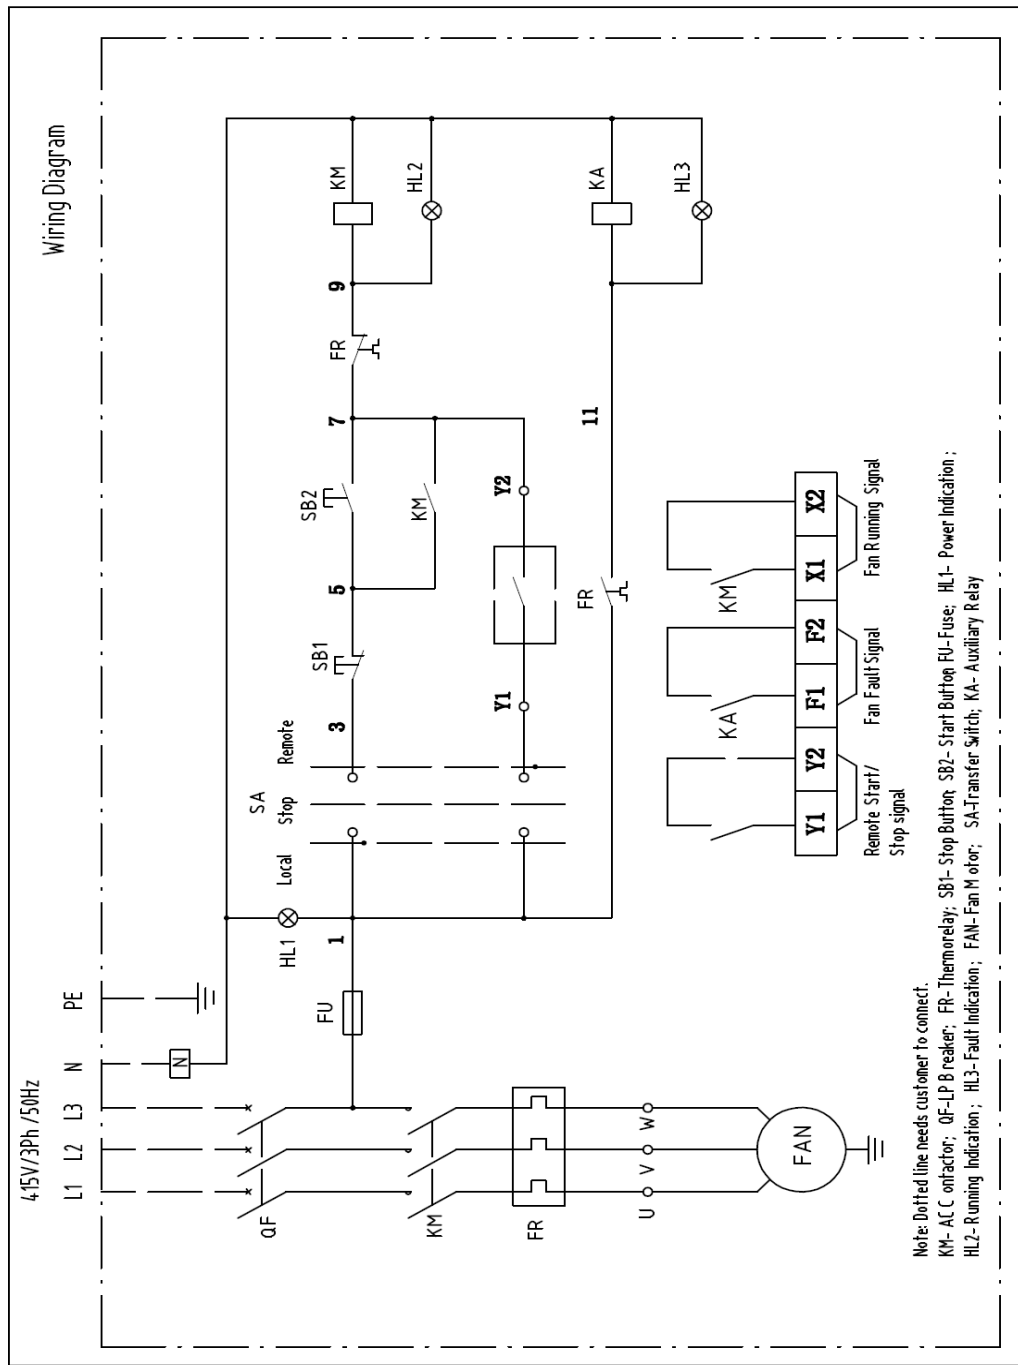 Wiring Diagram
415V/3Ph /50Hz
L1 L2 L3 N PE
N
QF
KM
FR
U V W
FAN
FU
1
HL1
SA
Local Stop Remote
3
SB1
5
SB2
7
FR
9
KM
HL2
KM
Y1
Y2
FR
11
KA
HL3
KA
KM
Y1 Y2 F1 F2 X1 X2
Remote Start/
Stop signal
Fan Fault Signal
Fan Running Signal
Note: Dotted line needs customer to connect.
KM- AC C ontactor; QF-LP B reaker; FR- Thermorelay; SB1- Stop Button, SB2- Start Button FU- Fuse; HL1- Power Indication ;
HL2- Running Indication ; HL3- Fault Indication ; FAN- Fan M otor; SA-Transfer Switch; KA- Auxiliary Relay